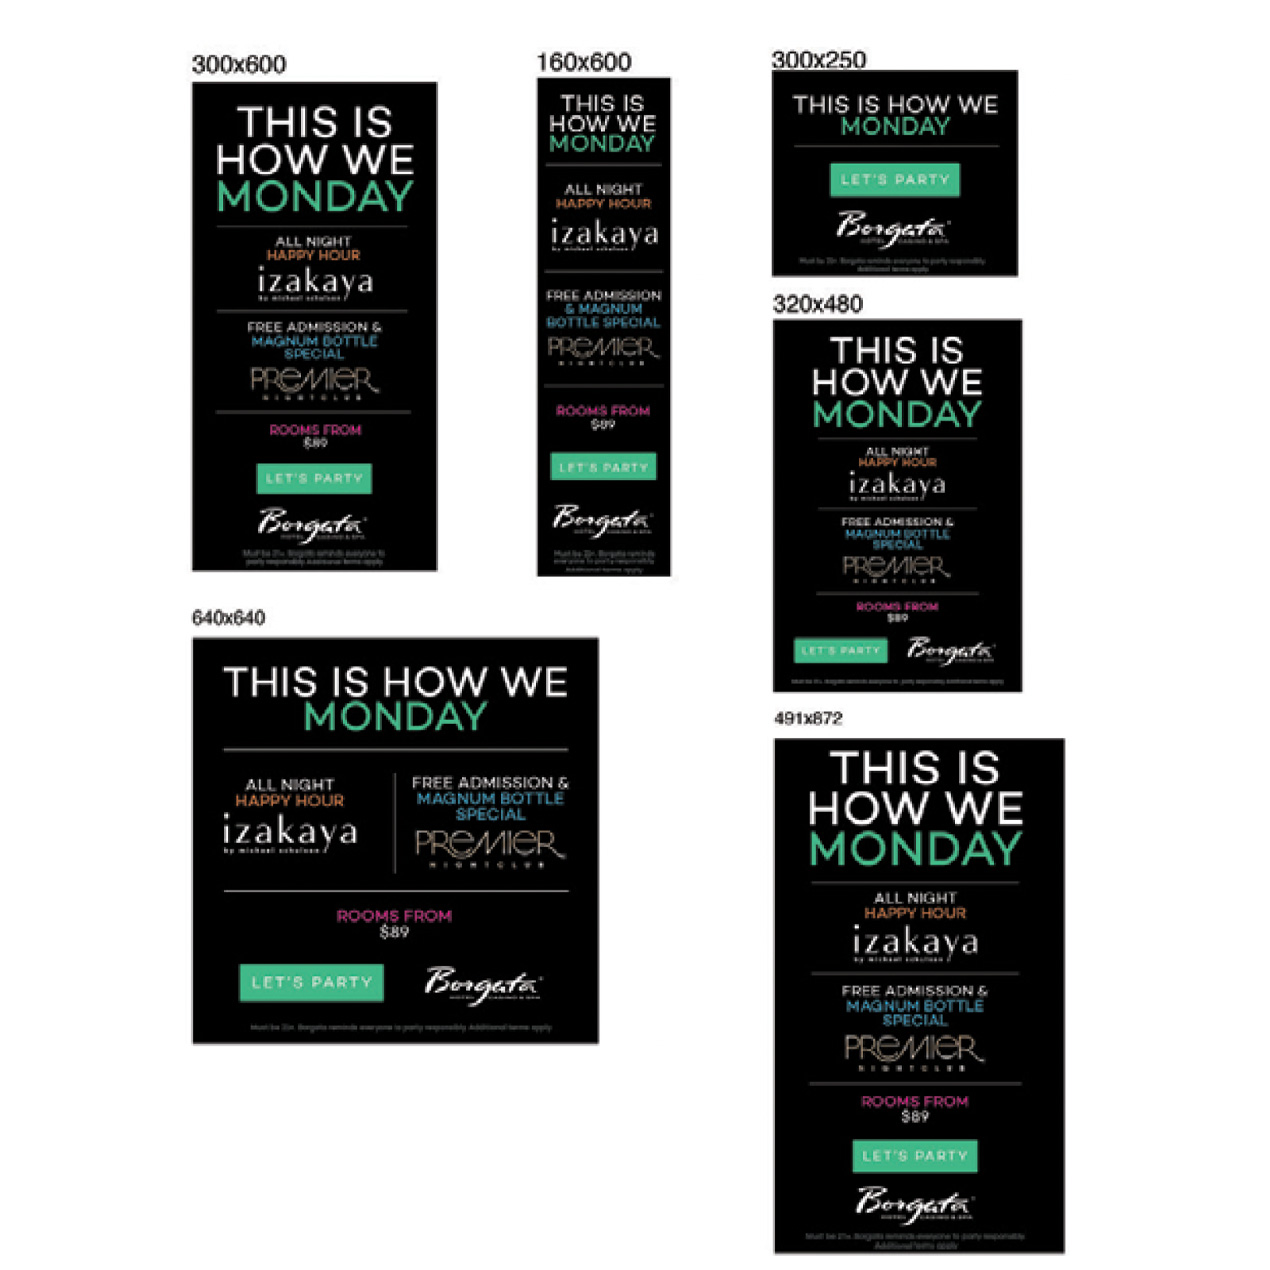 300x600
THIS IS
HOW WE
MONDAY
ALL NIGHT
HAPPY HOUR
izakaya
by michael schulson
FREE ADMISSION &
MAGNUM BOTTLE
SPECIAL
PREMIER
NIGHTCLUB
ROOMS FROM
$89
LET'S PARTY
Borgata
HOTEL CASINO & SPA
Must be 21+. Borgata reminds everyone to
party responsibly. Additional terms apply.
160x600
THIS IS
HOW WE
MONDAY
ALL NIGHT
HAPPY HOUR
izakaya
by michael schulson
FREE ADMISSION
& MAGNUM
BOTTLE SPECIAL
PREMIER
NIGHTCLUB
ROOMS FROM
$89
LET'S PARTY
Borgata
HOTEL CASINO & SPA
Must be 21+. Borgata reminds
everyone to party responsibly.
Additional terms apply.
300x250
THIS IS HOW WE
MONDAY
LET'S PARTY
Borgata
HOTEL CASINO & SPA
Must be 21+. Borgata reminds everyone to party responsibly.
Additional terms apply.
320x480
THIS IS
HOW WE
MONDAY
ALL NIGHT
HAPPY HOUR
izakaya
by michael schulson
FREE ADMISSION &
MAGNUM BOTTLE
SPECIAL
PREMIER
NIGHTCLUB
ROOMS FROM
$89
LET'S PARTY
Borgata
HOTEL CASINO & SPA
Must be 21+. Borgata reminds everyone to party responsibly. Additional terms apply.
640x640
THIS IS HOW WE
MONDAY
ALL NIGHT
HAPPY HOUR
izakaya
by michael schulson
FREE ADMISSION &
MAGNUM BOTTLE
SPECIAL
PREMIER
NIGHTCLUB
ROOMS FROM
$89
LET'S PARTY
Borgata
HOTEL CASINO & SPA
Must be 21+. Borgata reminds everyone to party responsibly. Additional terms apply.
491x872
THIS IS
HOW WE
MONDAY
ALL NIGHT
HAPPY HOUR
izakaya
by michael schulson
FREE ADMISSION &
MAGNUM BOTTLE
SPECIAL
PREMIER
NIGHTCLUB
ROOMS FROM
$89
LET'S PARTY
Borgata
HOTEL CASINO & SPA
Must be 21+. Borgata reminds everyone to party responsibly.
Additional terms apply.